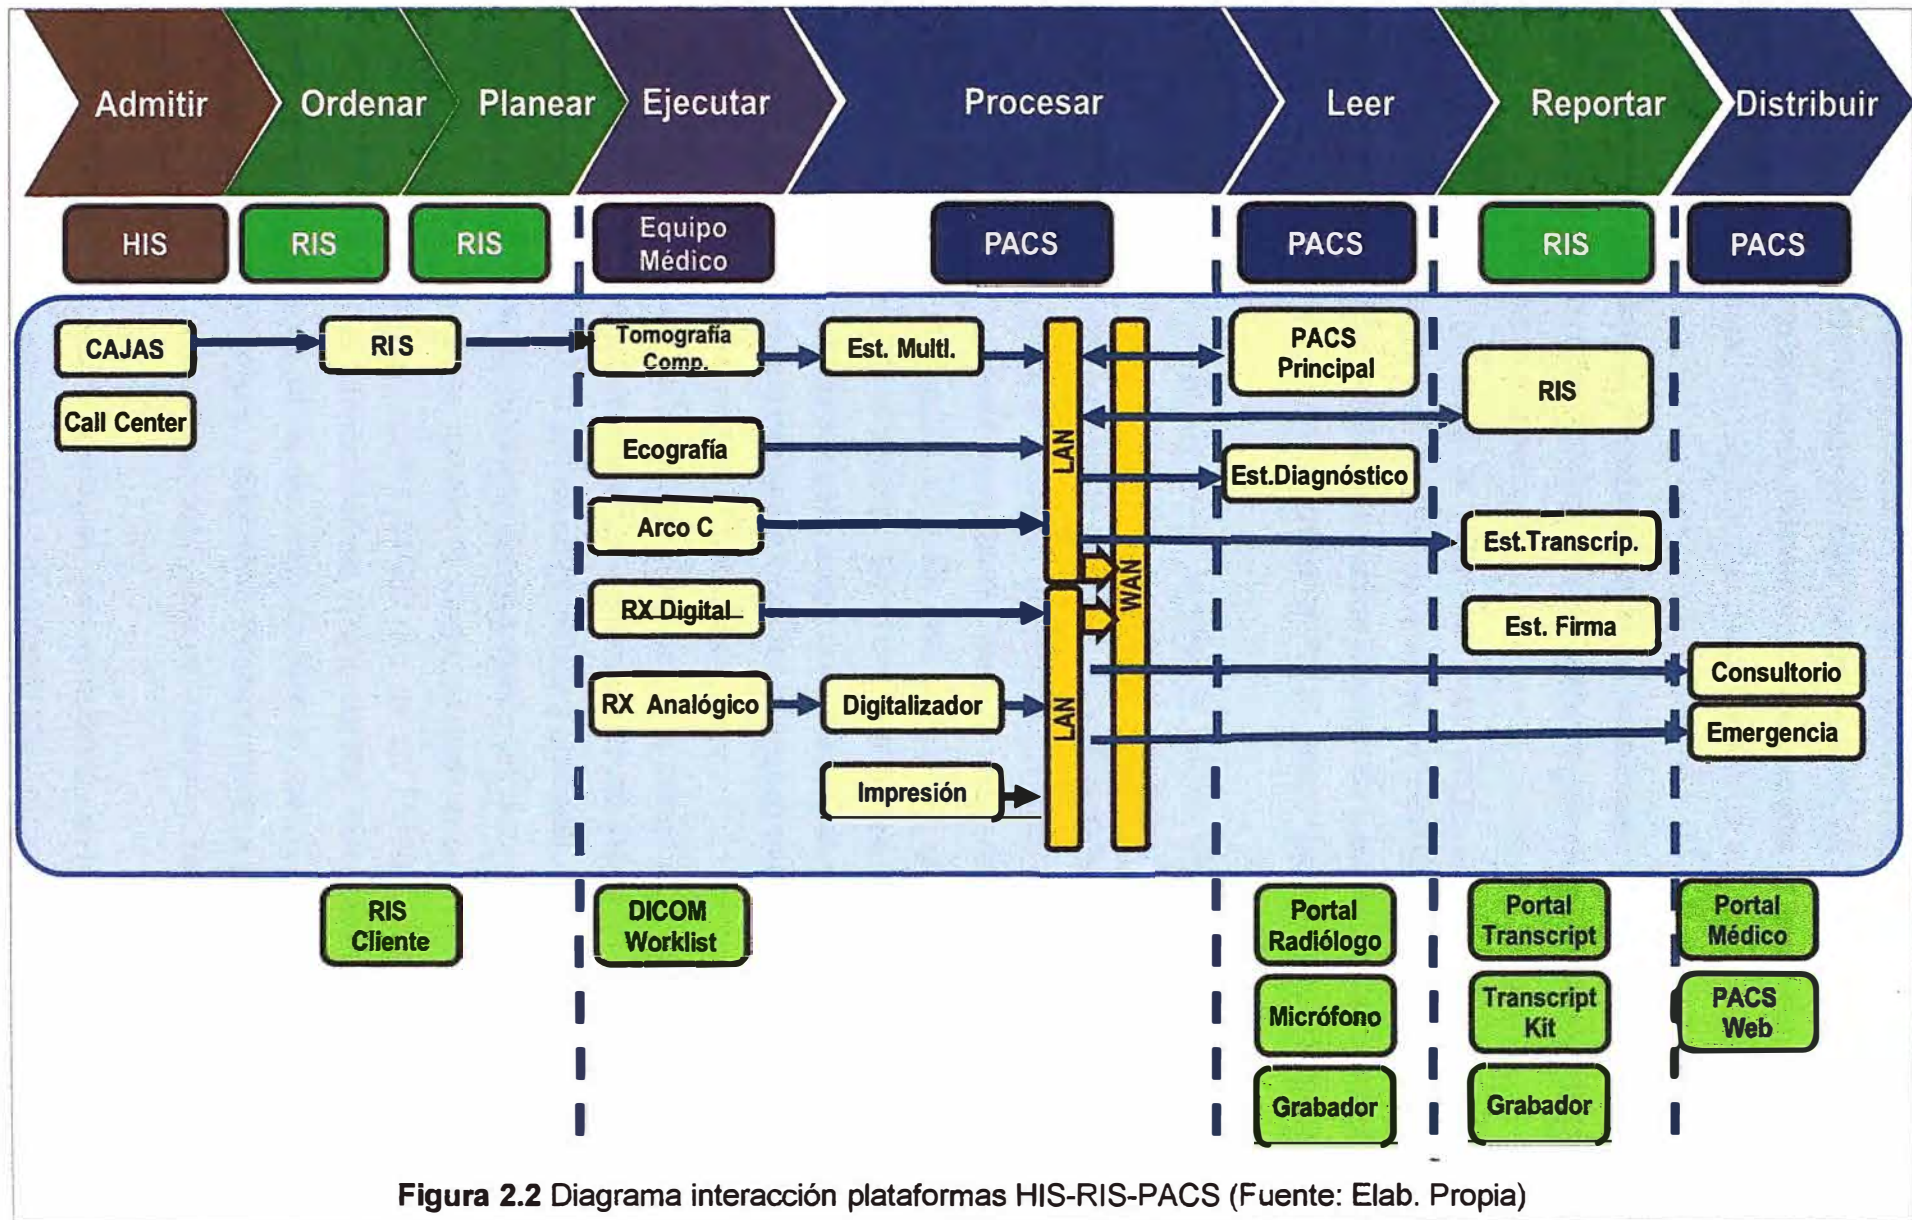 Admitir
Ordenar
Planear
Ejecutar
Procesar
Leer
Reportar
Distribuir
HIS
RIS
RIS
Equipo
Médico
PACS
PACS
RIS
PACS
CAJAS
Call Center
RIS
Tomografía
Comp.
Est. Multi.
Ecografía
Arco C
RX Digital
RX Analógico
Digitalizador
Impresión
LAN
LAN
WAN
PACS
Principal
Est.Diagnóstico
RIS
Est.Transcrip.
Est. Firma
Consultorio
Emergencia
RIS
Cliente
DICOM
Worklist
Portal
Radiólogo
Micrófono
Grabador
Portal
Transcript
Transcript
Kit
Grabador
Portal
Médico
PACS
Web
Figura 2.2 Diagrama interacción plataformas HIS-RIS-PACS (Fuente: Elab. Propia)